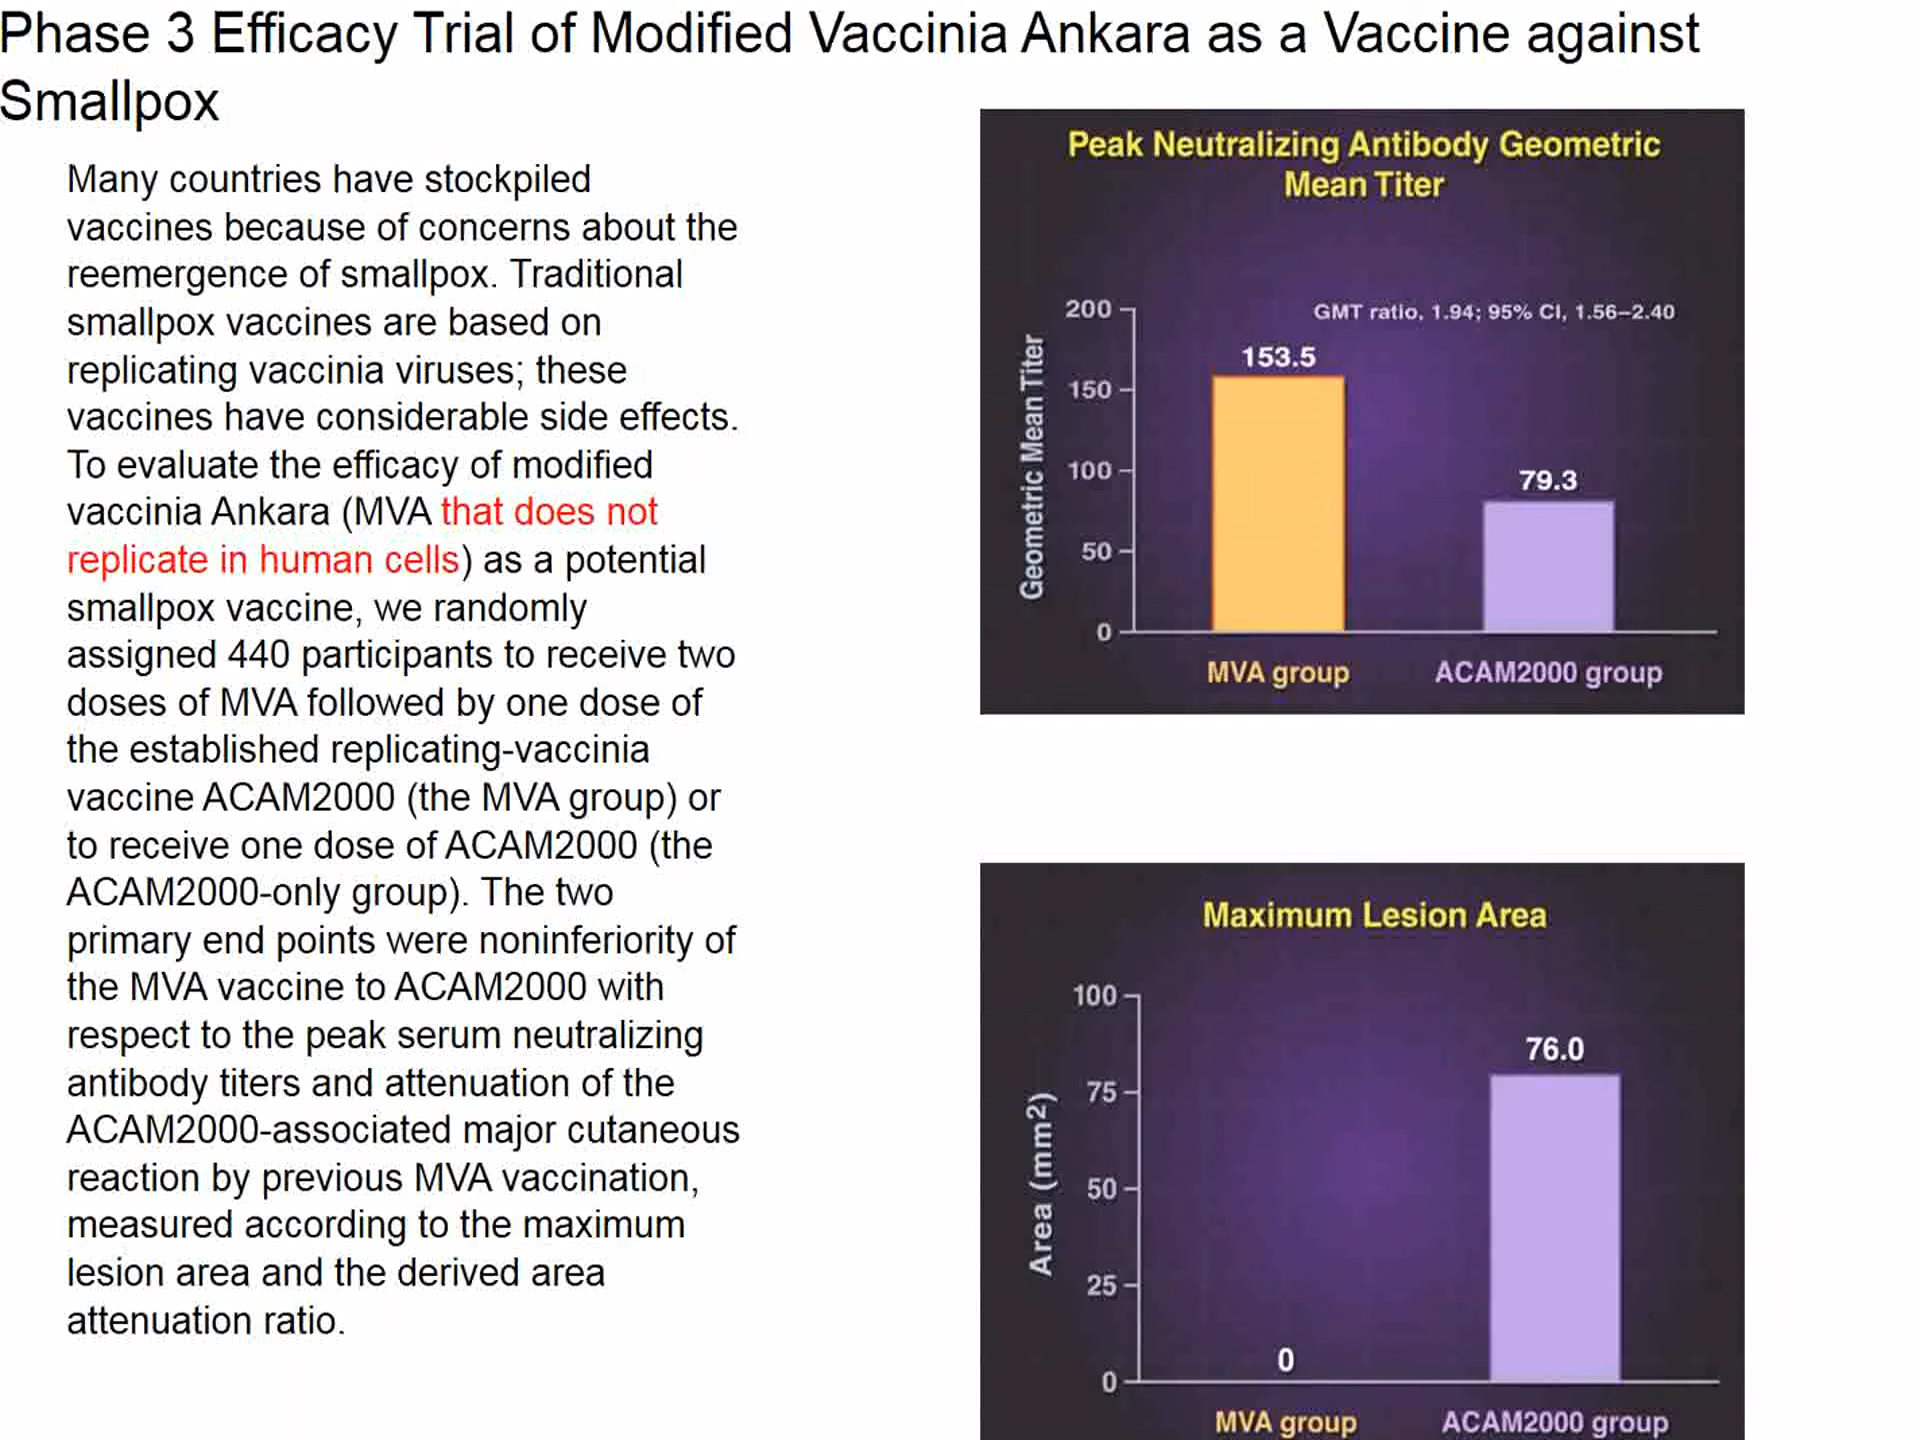 Phase 3 Efficacy Trial of Modified Vaccinia Ankara as a Vaccine against
Smallpox
Many countries have stockpiled
vaccines because of concerns about the
reemergence of smallpox. Traditional
smallpox vaccines are based on
replicating vaccinia viruses; these
vaccines have considerable side effects.
To evaluate the efficacy of modified
vaccinia Ankara (MVA that does not
replicate in human cells) as a potential
smallpox vaccine, we randomly
assigned 440 participants to receive two
doses of MVA followed by one dose of
the established replicating-vaccinia
vaccine ACAM2000 (the MVA group) or
to receive one dose of ACAM2000 (the
ACAM2000-only group). The two
primary end points were noninferiority of
the MVA vaccine to ACAM2000 with
respect to the peak serum neutralizing
antibody titers and attenuation of the
ACAM2000-associated major cutaneous
reaction by previous MVA vaccination,
measured according to the maximum
lesion area and the derived area
attenuation ratio.
Peak Neutralizing Antibody Geometric
Mean Titer
GMT ratio, 1.94; 95% CI, 1.56–2.40
Geometric Mean Titer
200
150
100
50
0
153.5
79.3
MVA group
ACAM2000 group
Maximum Lesion Area
Area (mm2)
100
75
50
25
0
0
76.0
MVA group
ACAM2000 group